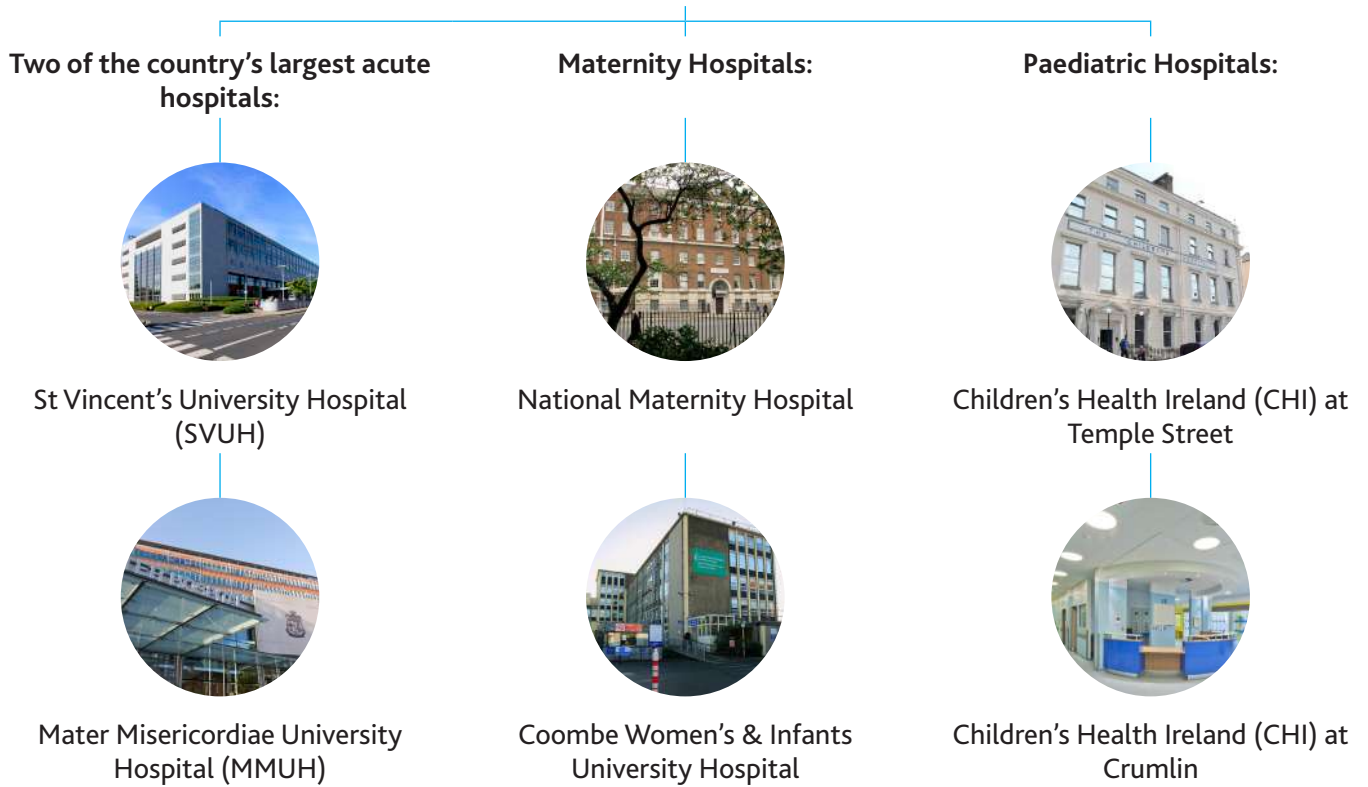 Two of the country's largest acute
hospitals:
Maternity Hospitals:
Paediatric Hospitals:
St Vincent's University Hospital
(SVUH)
National Maternity Hospital
Children's Health Ireland (CHI) at
Temple Street
Mater Misericordiae University
Hospital (MMUH)
Coombe Women's & Infants
University Hospital
Children's Health Ireland (CHI) at
Crumlin